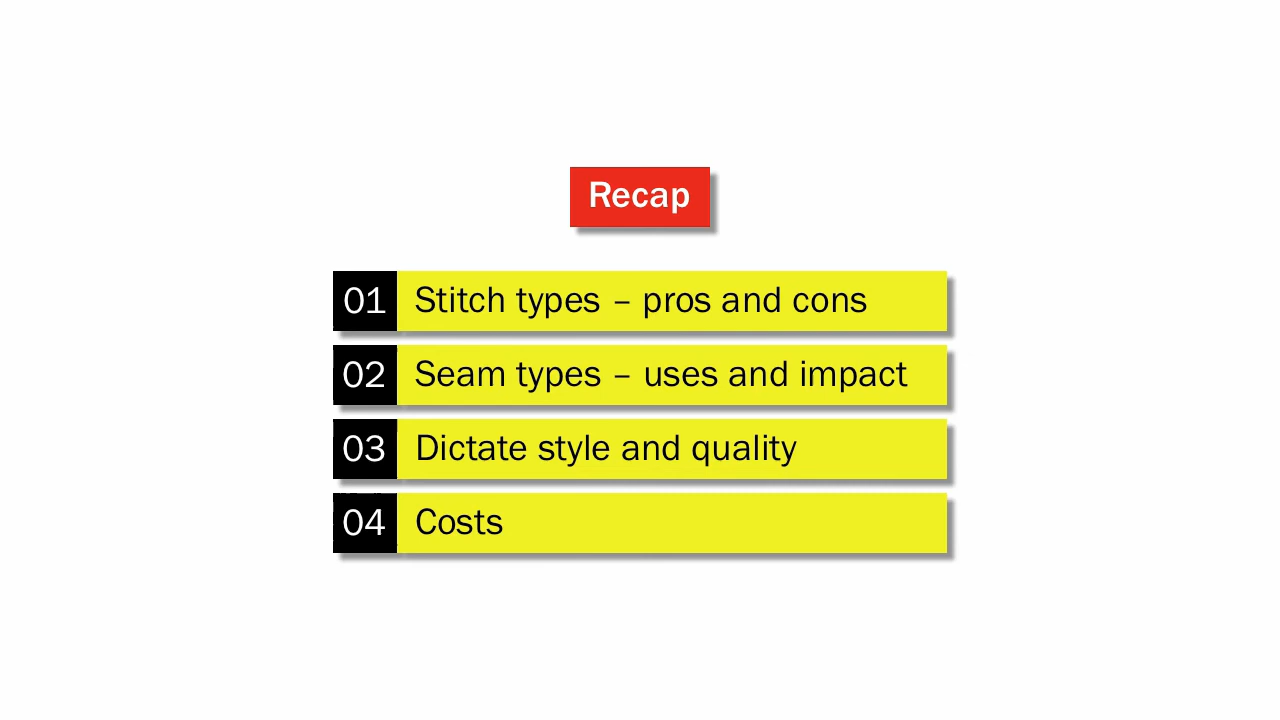 Recap
01 Stitch types – pros and cons
02 Seam types – uses and impact
03 Dictate style and quality
04 Costs